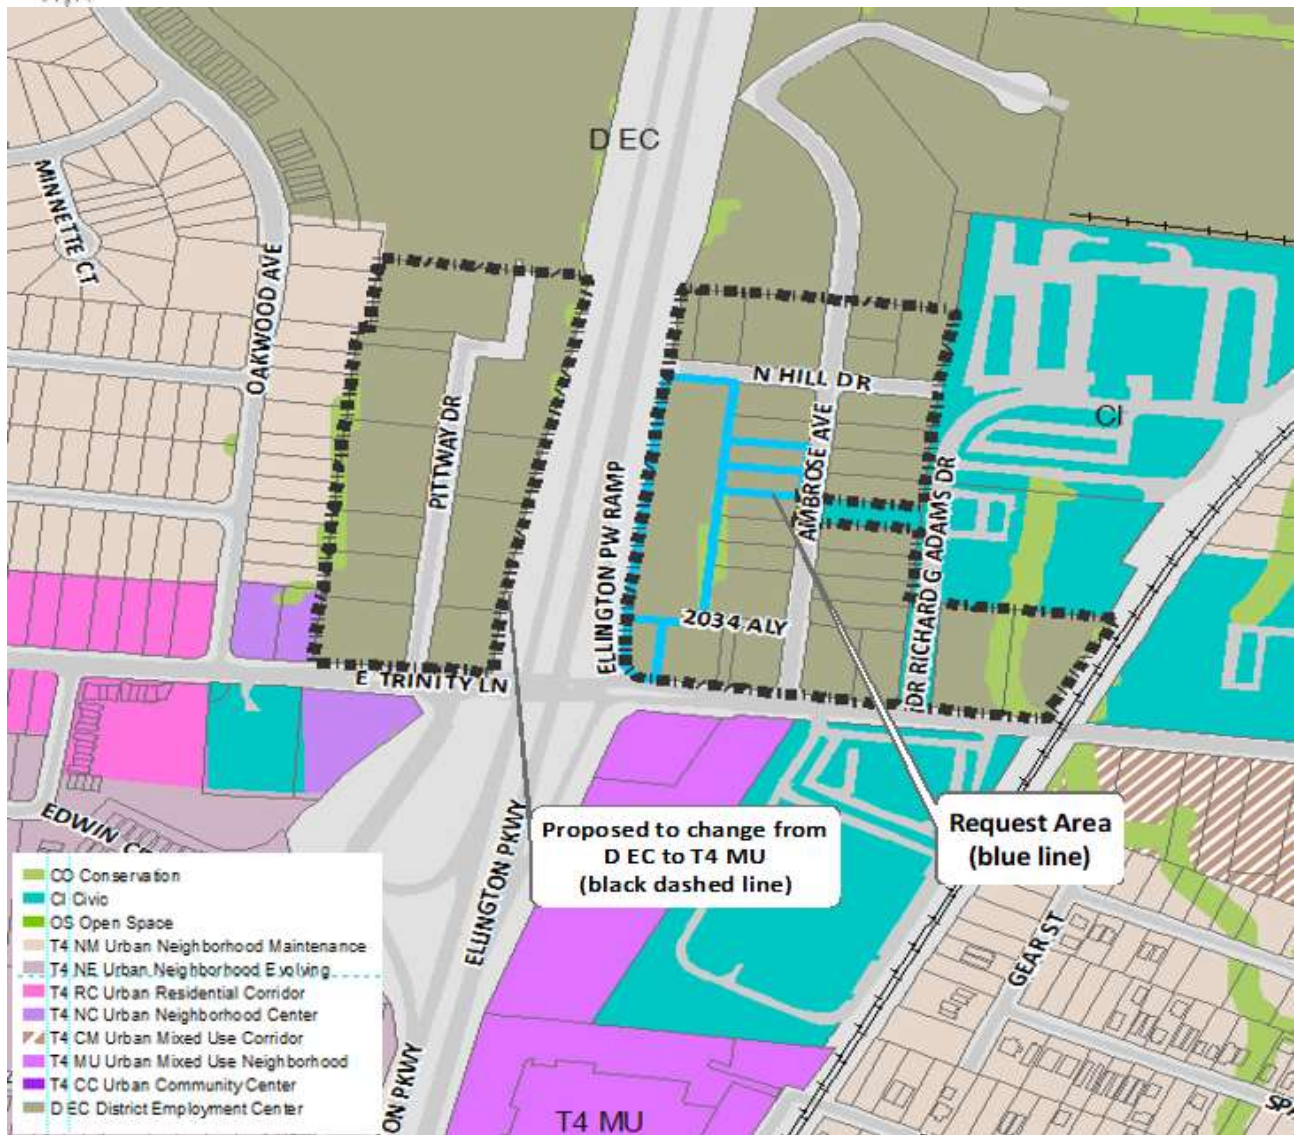 D EC
MINNETTE CT
OAKWOOD AVE
N HILL DR
CI
PITTWAY DR
AMBROSE AVE
ELLINGTON PW RAMP
DR RICHARD G ADAMS DR
2034 ALY
E TRINITY LN
Proposed to change from
D EC to T4 MU
(black dashed line)
Request Area
(blue line)
EDWIN
ELLINGTON PKWY
GEAR ST
CO Conservation
CI Civic
OS Open Space
T4 NM Urban Neighborhood Maintenance
T4 NE Urban Neighborhood Evolving
T4 RC Urban Residential Corridor
T4 NC Urban Neighborhood Center
T4 CM Urban Mixed Use Corridor
T4 MU Urban Mixed Use Neighborhood
T4 CC Urban Community Center
D EC District Employment Center
ON PKWY
T4 MU